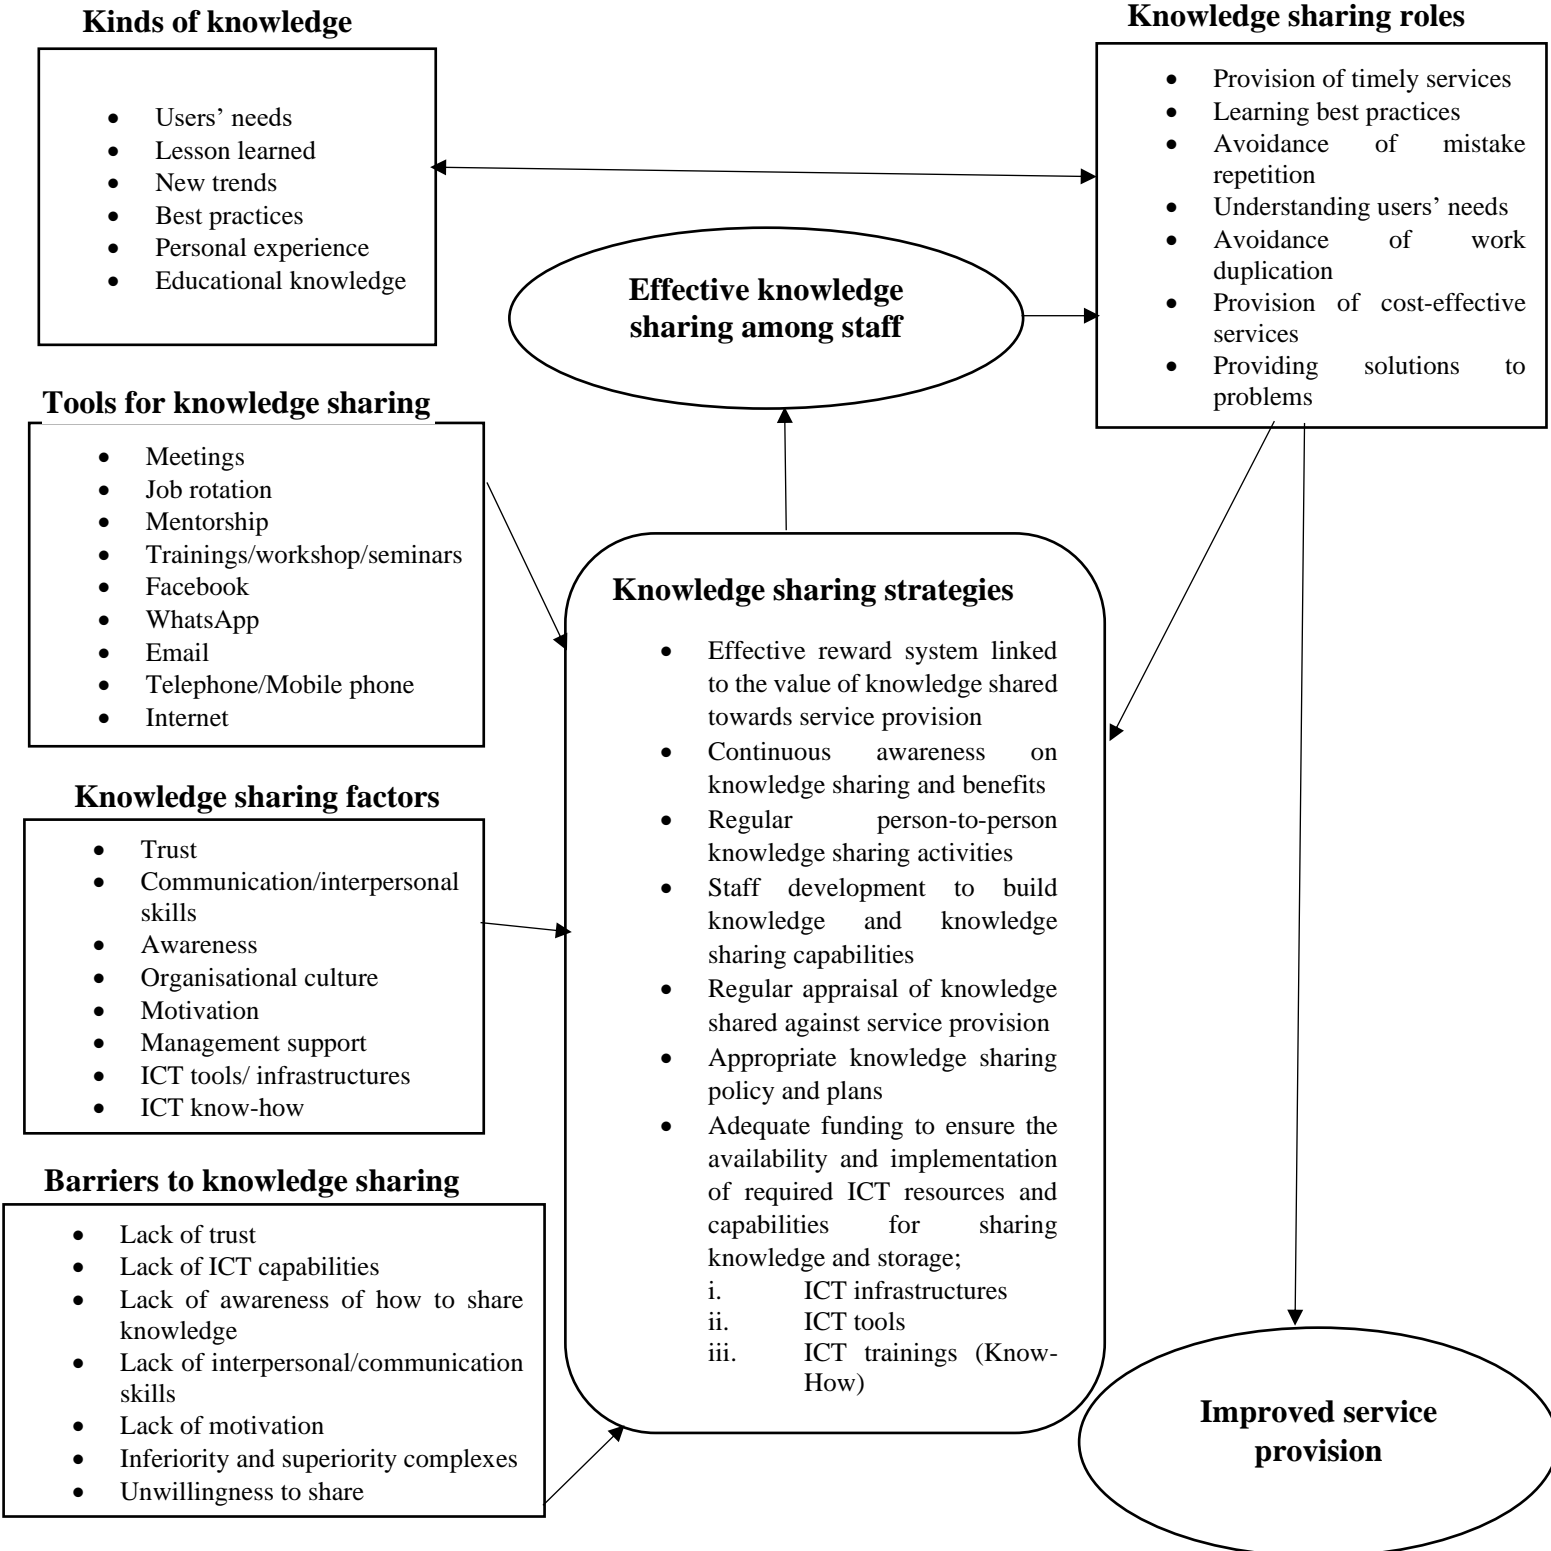 Kinds of knowledge
• Users’ needs
• Lesson learned
• New trends
• Best practices
• Personal experience
• Educational knowledge
Knowledge sharing roles
• Provision of timely services
• Learning best practices
• Avoidance of mistake
repetition
• Understanding users’ needs
• Avoidance of work
duplication
• Provision of cost-effective
services
• Providing solutions to
problems
Effective knowledge
sharing among staff
Tools for knowledge sharing
• Meetings
• Job rotation
• Mentorship
• Trainings/workshop/seminars
• Facebook
• WhatsApp
• Email
• Telephone/Mobile phone
• Internet
Knowledge sharing factors
• Trust
• Communication/interpersonal
skills
• Awareness
• Organisational culture
• Motivation
• Management support
• ICT tools/ infrastructures
• ICT know-how
Barriers to knowledge sharing
• Lack of trust
• Lack of ICT capabilities
• Lack of awareness of how to share
knowledge
• Lack of interpersonal/communication
skills
• Lack of motivation
• Inferiority and superiority complexes
• Unwillingness to share
Knowledge sharing strategies
• Effective reward system linked
to the value of knowledge shared
towards service provision
• Continuous awareness on
knowledge sharing and benefits
• Regular person-to-person
knowledge sharing activities
• Staff development to build
knowledge and knowledge
sharing capabilities
• Regular appraisal of knowledge
shared against service provision
• Appropriate knowledge sharing
policy and plans
• Adequate funding to ensure the
availability and implementation
of required ICT resources and
capabilities for sharing
knowledge and storage;
i. ICT infrastructures
ii. ICT tools
iii. ICT trainings (Know-
How)
Improved service
provision